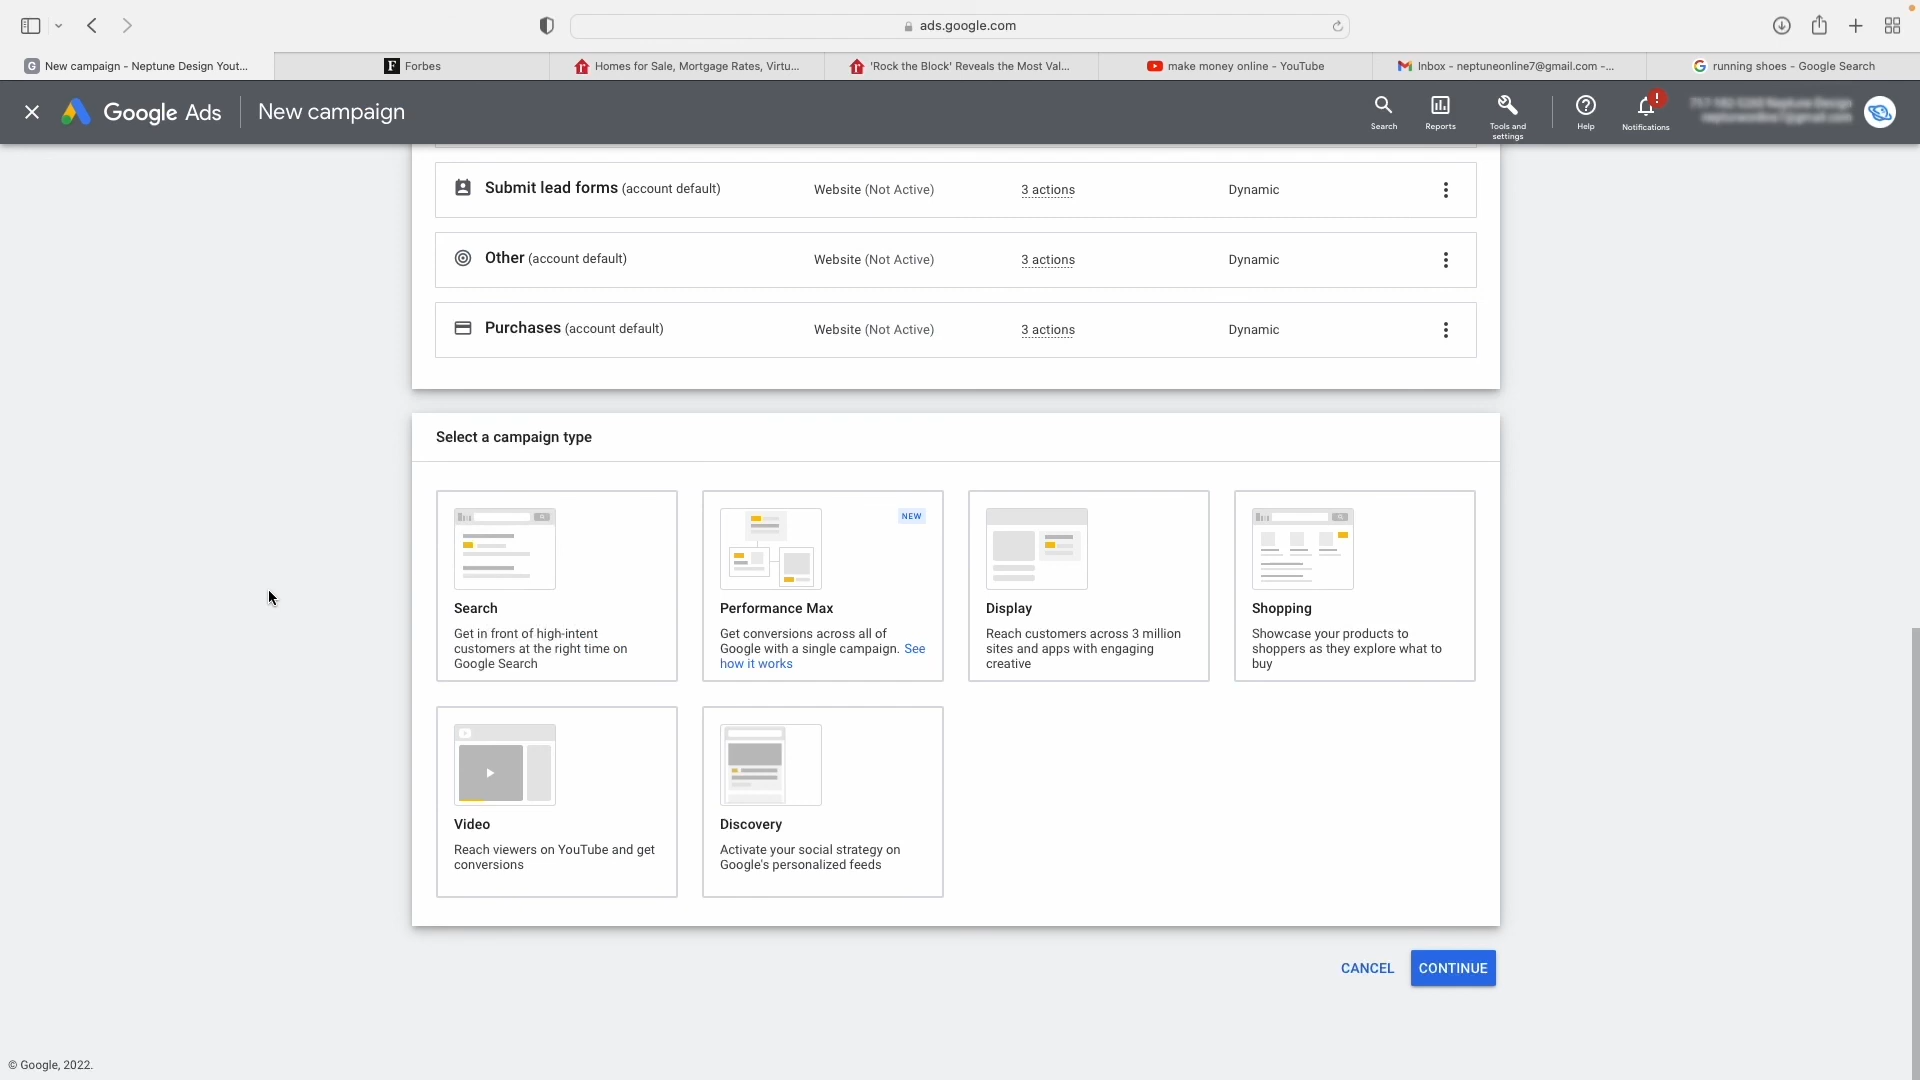 ads.google.com
New campaign - Neptune Design Yout...
Forbes
Homes for Sale, Mortgage Rates, Virtu...
'Rock the Block' Reveals the Most Val...
make money online - YouTube
Inbox - neptuneonline7@gmail.com -...
running shoes - Google Search
Google Ads
New campaign
Search
Reports
Tools and
settings
Help
Notifications
Submit lead forms (account default)
Website (Not Active)
3 actions
Dynamic
Other (account default)
Website (Not Active)
3 actions
Dynamic
Purchases (account default)
Website (Not Active)
3 actions
Dynamic
Select a campaign type
Search
Get in front of high-intent
customers at the right time on
Google Search
NEW
Performance Max
Get conversions across all of
Google with a single campaign. See
how it works
Display
Reach customers across 3 million
sites and apps with engaging
creative
Shopping
Showcase your products to
shoppers as they explore what to
buy
Video
Reach viewers on YouTube and get
conversions
Discovery
Activate your social strategy on
Google's personalized feeds
CANCEL
CONTINUE
© Google, 2022.